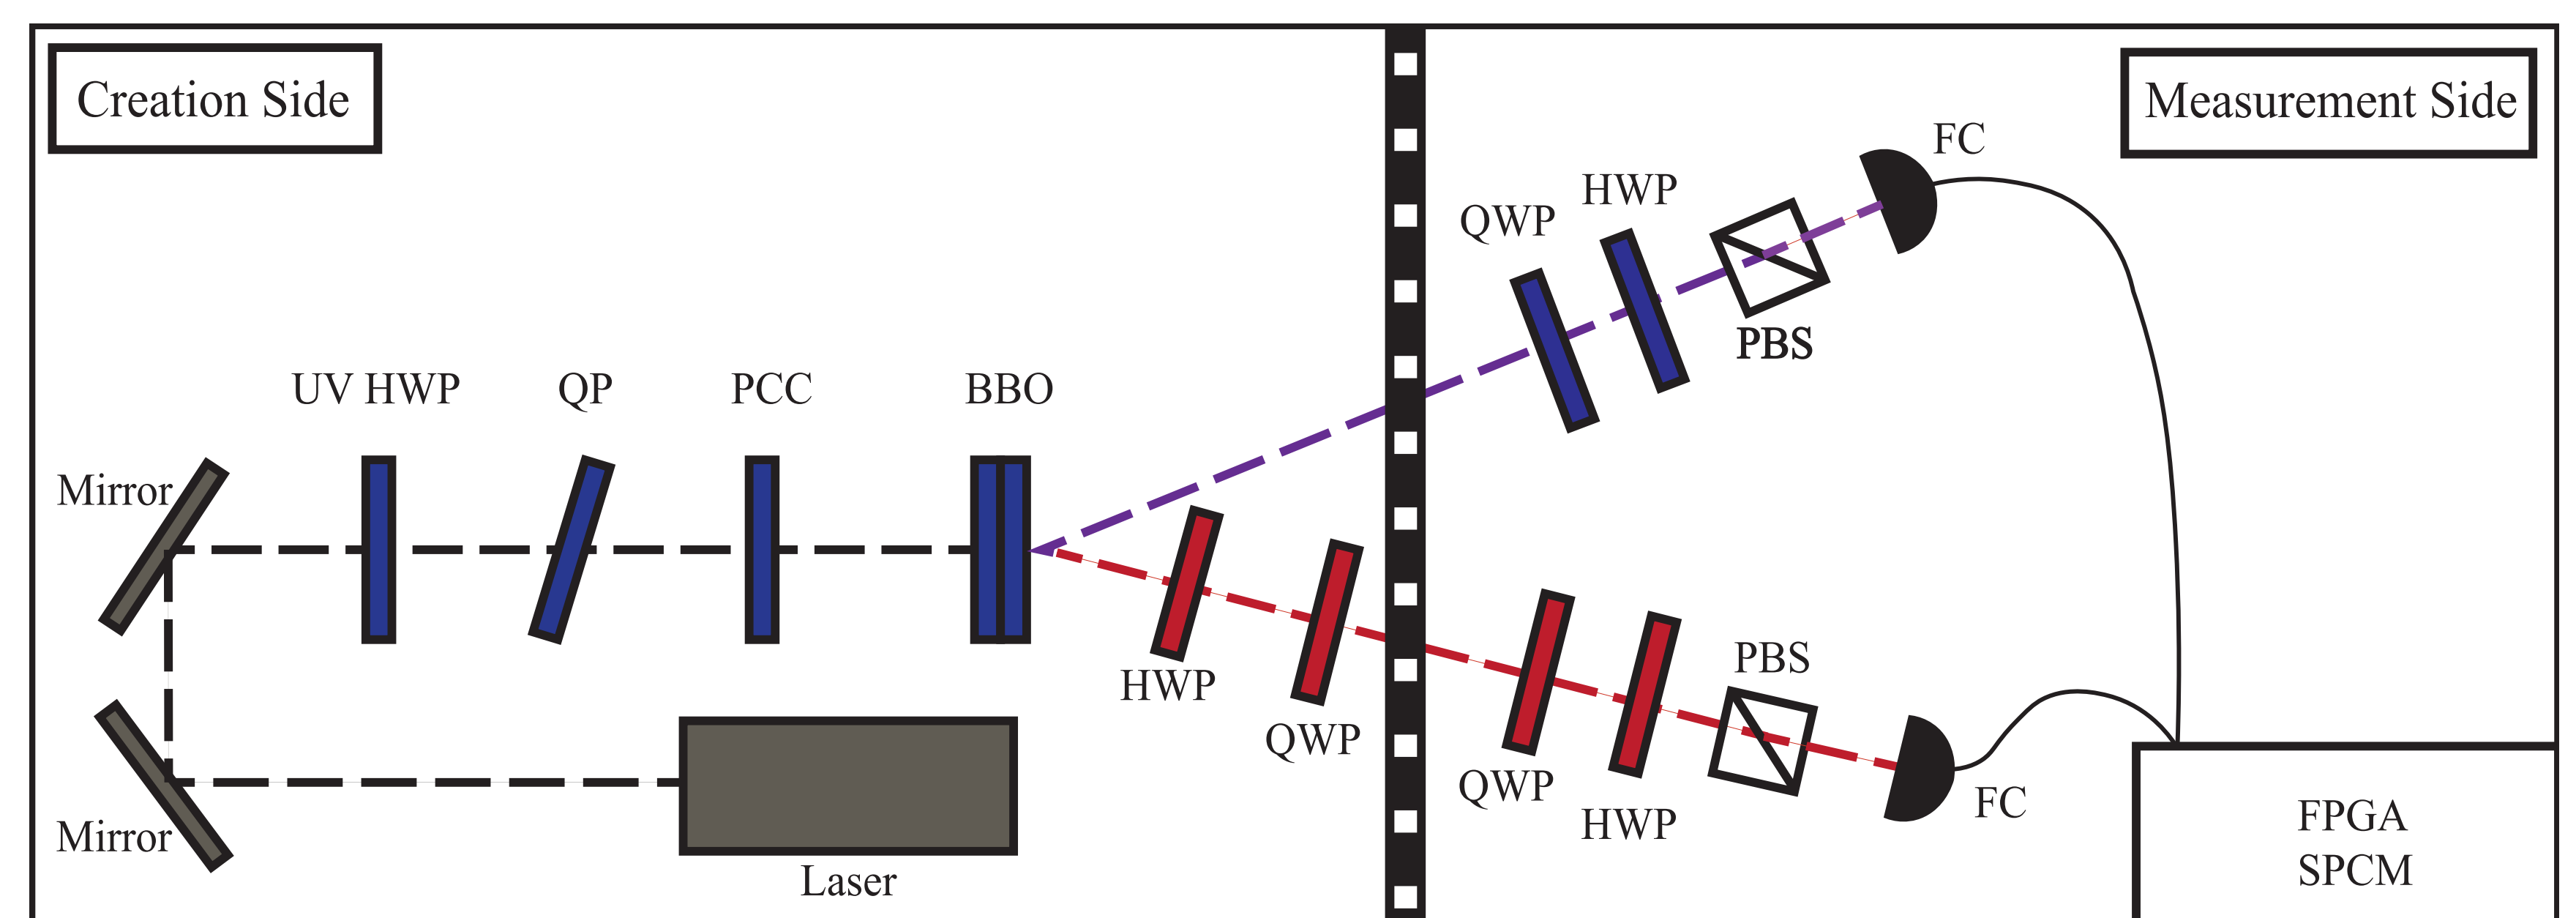 Creation Side
Measurement Side
FC
HWP
QWP
PBS
UV HWP
QP
PCC
BBO
Mirror
HWP
QWP
PBS
QWP
HWP
FC
Mirror
Laser
FPGA
SPCM